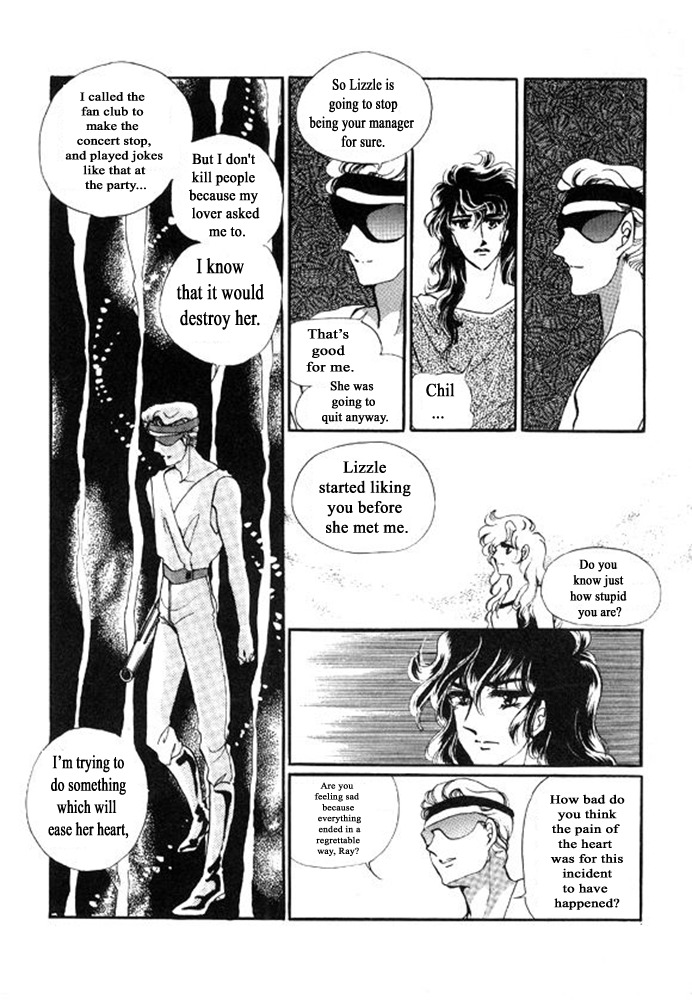 I called the
fan club to
make the
concert stop,
and played jokes
like that at
the party...
But I don't
kill people
because my
lover asked
me to.
I know
that it would
destroy her.
I'm trying to
do something
which will
ease her heart,
So Lizzle is
going to stop
being your manager
for sure.
That's
good
for me.
She was
going to
quit anyway.
Chil
...
Lizzle
started liking
you before
she met me.
Do you
know just
how stupid
you are?
Are you
feeling sad
because
everything
ended in a
regrettable
way, Ray?
How bad do
you think
the pain of
the heart
was for this
incident
to have
happened?